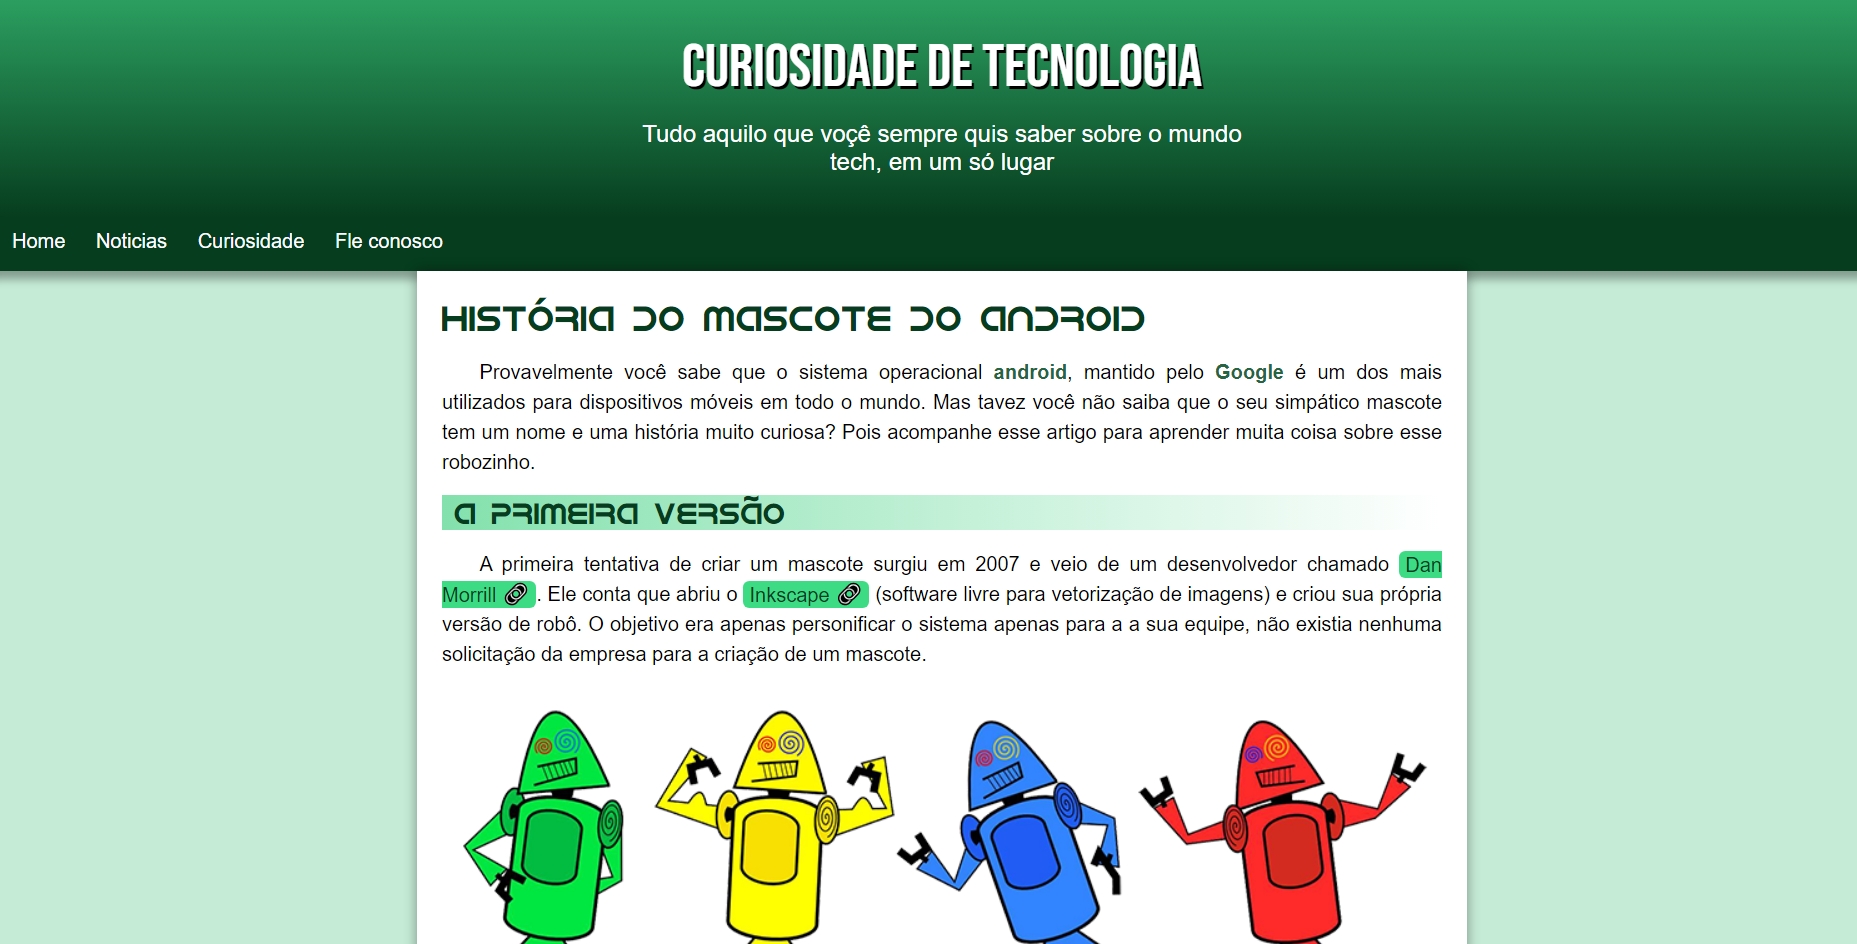 CURIOSIDADE DE TECNOLOGIA
Tudo aquilo que voçê sempre quis saber sobre o mundo
tech, em um só lugar
Home Noticias Curiosidade Fle conosco
HISTÓRIA DO MASCOTE DO ANDROID
Provavelmente você sabe que o sistema operacional android, mantido pelo Google é um dos mais
utilizados para dispositivos móveis em todo o mundo. Mas tavez você não saiba que o seu simpático mascote
tem um nome e uma história muito curiosa? Pois acompanhe esse artigo para aprender muita coisa sobre esse
robozinho.
A PRIMEIRA VERSÃO
A primeira tentativa de criar um mascote surgiu em 2007 e veio de um desenvolvedor chamado Dan
Morrill . Ele conta que abriu o Inkscape (software livre para vetorização de imagens) e criou sua própria
versão de robô. O objetivo era apenas personificar o sistema apenas para a a sua equipe, não existia nenhuma
solicitação da empresa para a criação de um mascote.